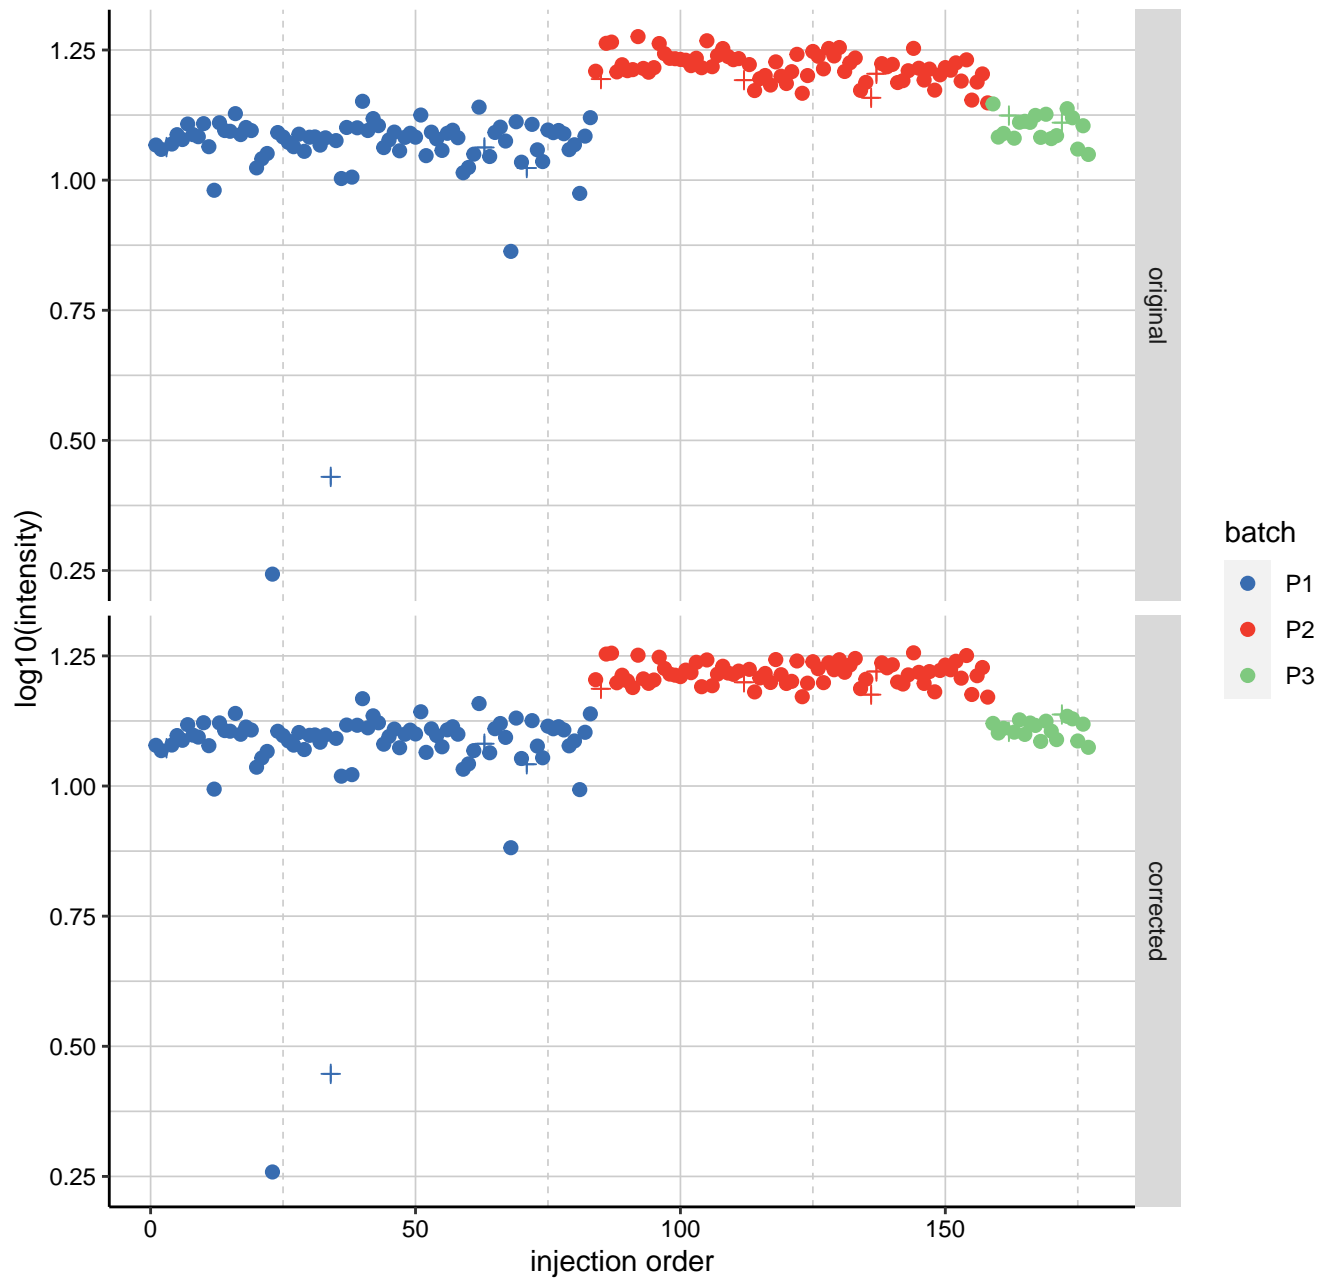 1.25
1.00
0.75
0.50
0.25
original
1.25
1.00
0.75
0.50
0.25
corrected
log10(intensity)
0
50
100
150
injection order
batch
P1
P2
P3